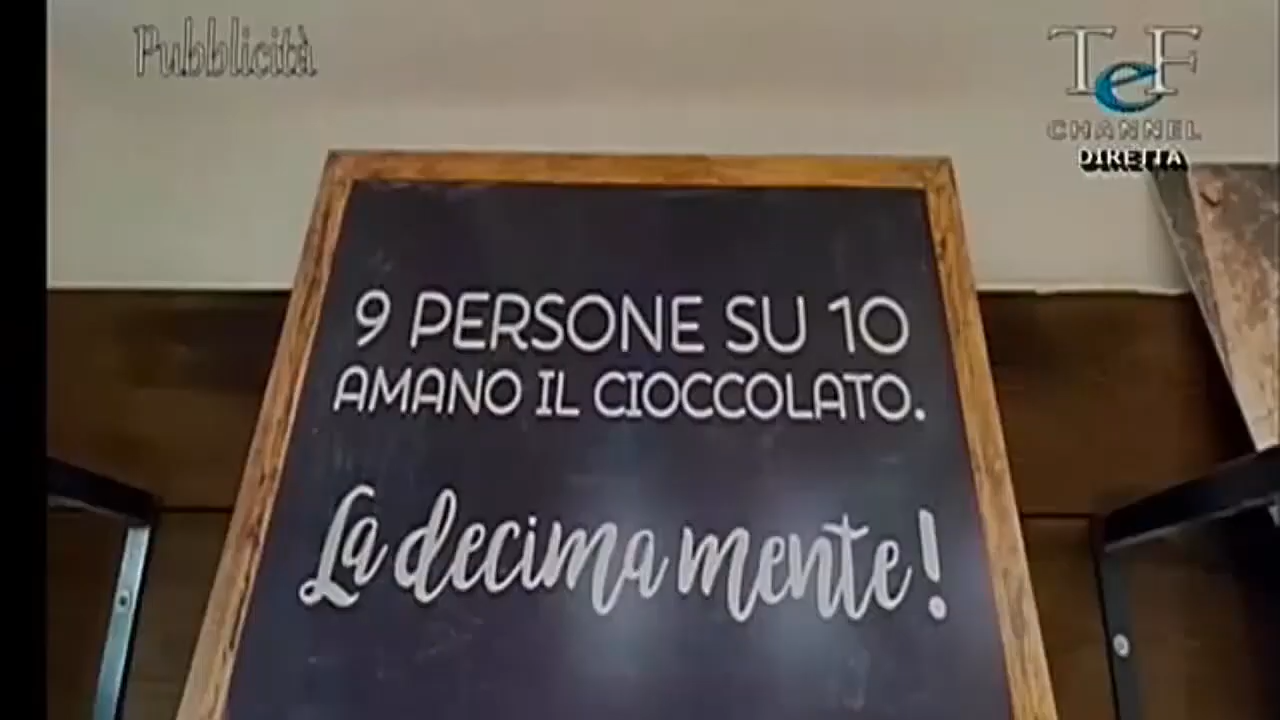 Pubblicità
TeF
CHANNEL
DIRETTA
9 PERSONE SU 10
AMANO IL CIOCCOLATO.
La decima mente!